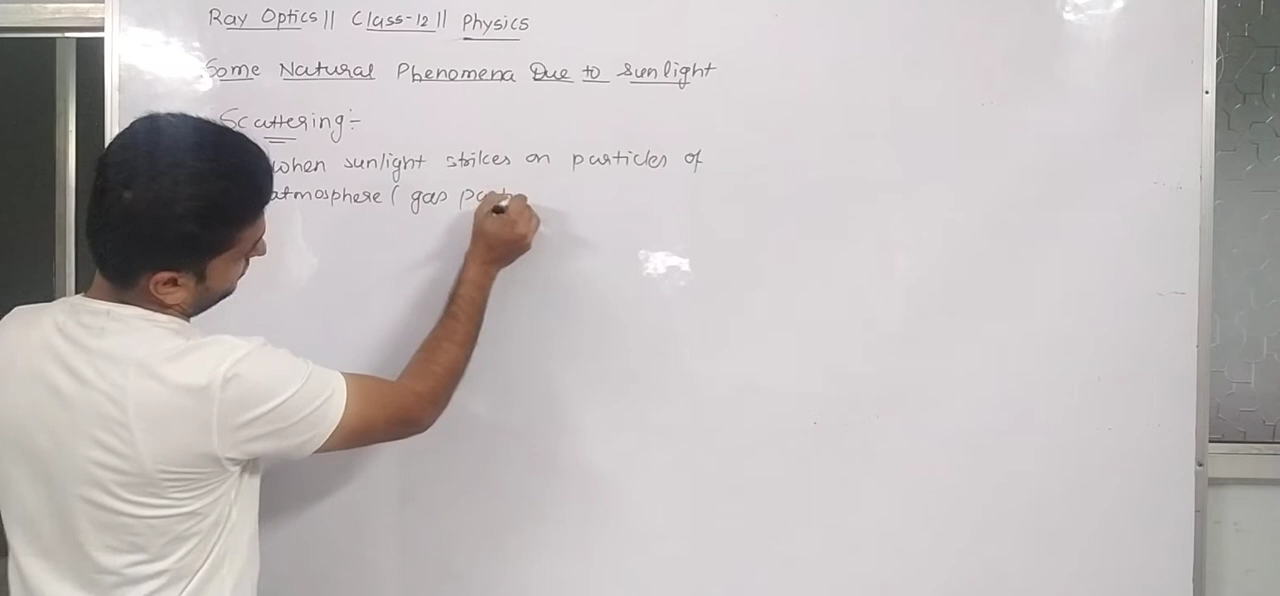 Ray Optics || Class-12 || Physics
Some Natural Phenomena Due to Sunlight
Scattering :-
when sunlight strikes on particles of
atmosphere ( gas